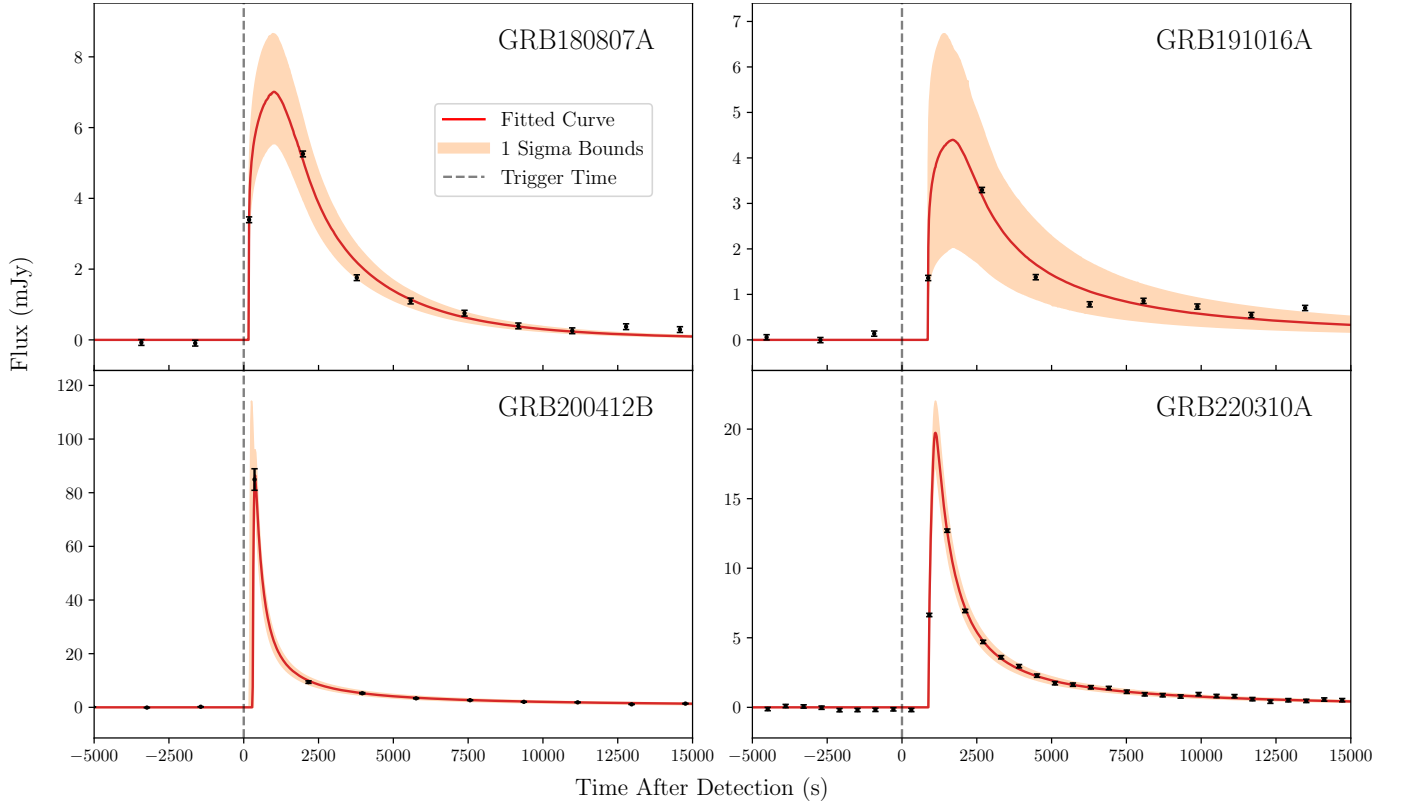 GRB180807A
8
6
4
2
0
Fitted Curve
1 Sigma Bounds
Trigger Time
GRB191016A
7
6
5
4
3
2
1
0
Flux (mJy)
GRB200412B
120
100
80
60
40
20
0
−5000 −2500 0 2500 5000 7500 10000 12500 15000
GRB220310A
20
15
10
5
0
−5000 −2500 0 2500 5000 7500 10000 12500 15000
Time After Detection (s)